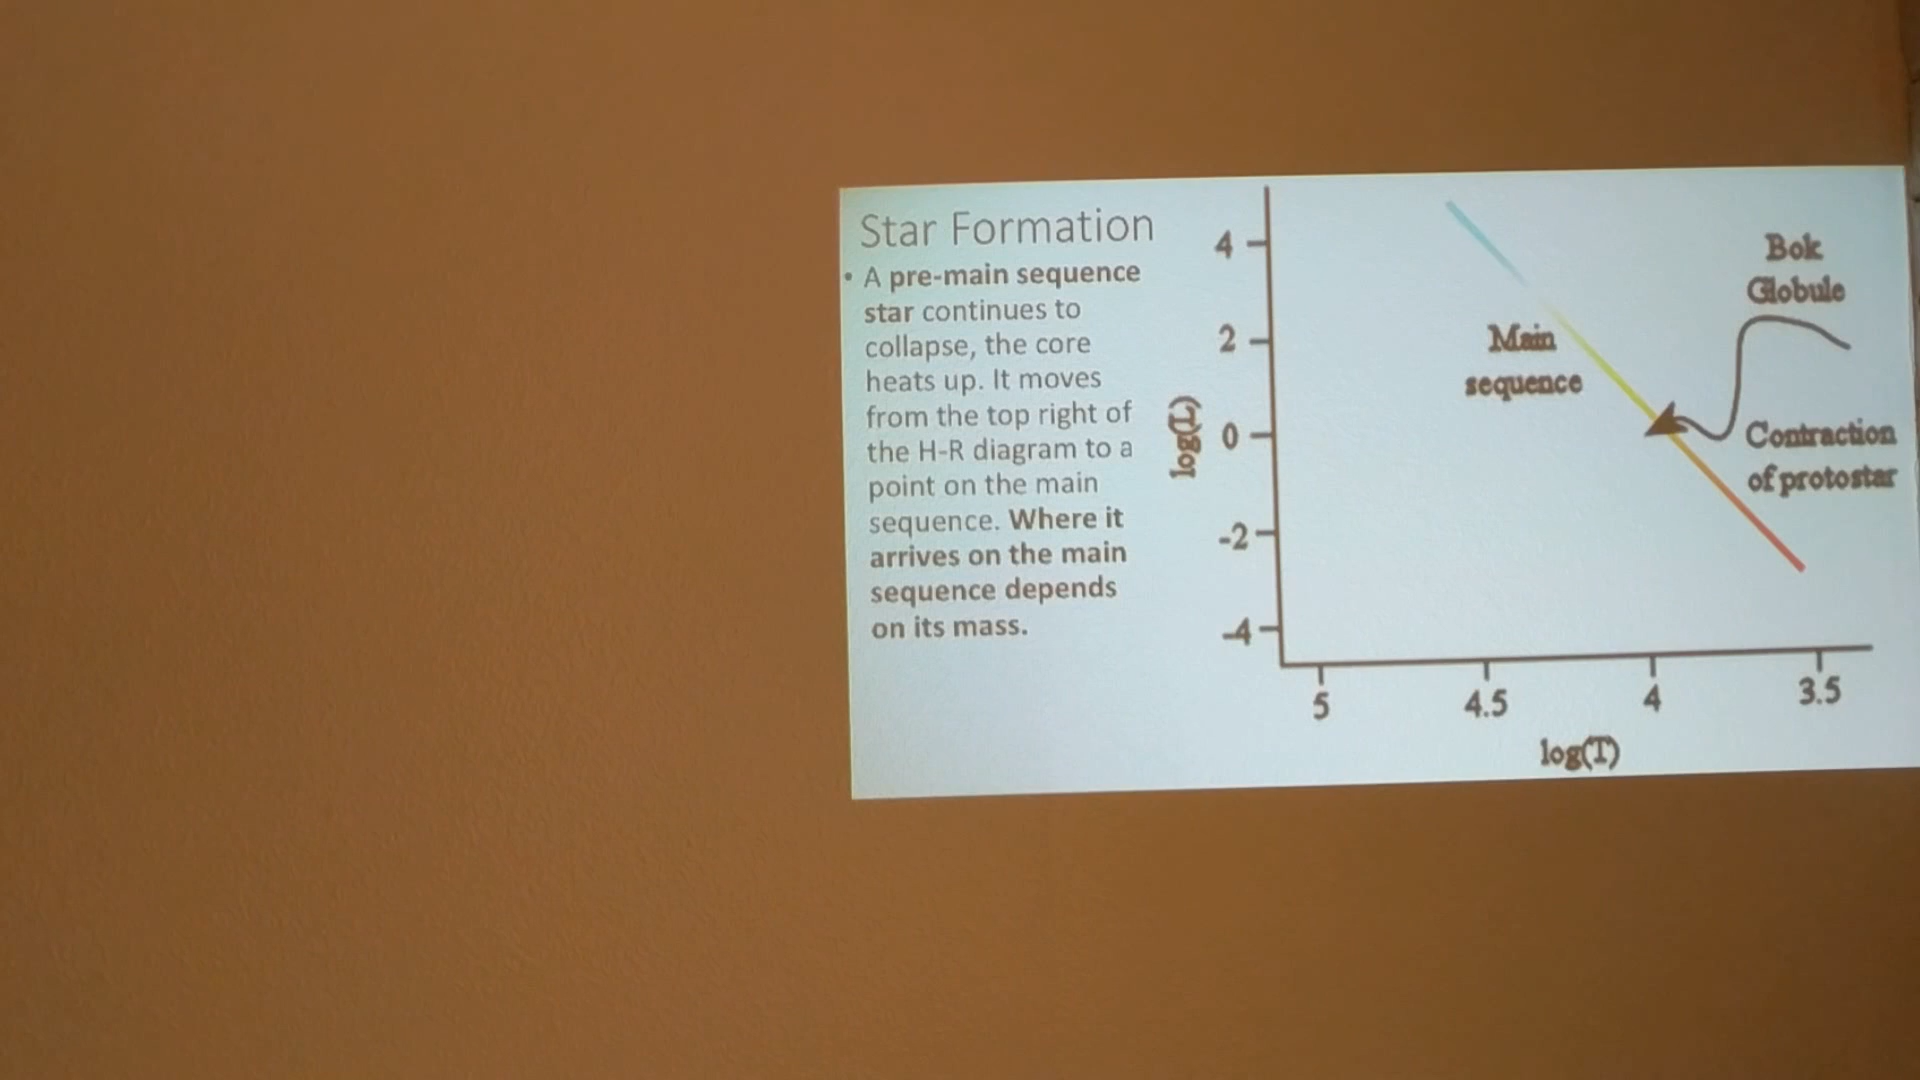 Star Formation
• A pre-main sequence
star continues to
collapse, the core
heats up. It moves
from the top right of
the H-R diagram to a
point on the main
sequence. Where it
arrives on the main
sequence depends
on its mass.
4
2
0
-2
-4
log(L)
5
4.5
4
3.5
log(T)
Main
sequence
Bok
Globule
Contraction
of protostar